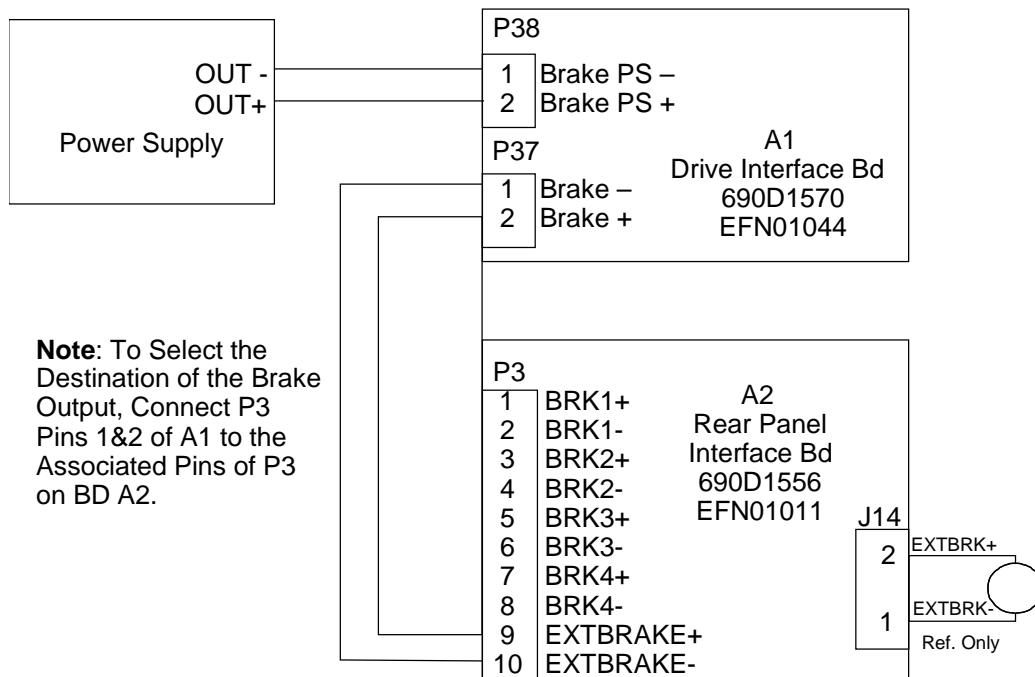 OUT -
OUT+
Power Supply
P38
1 Brake PS –
2 Brake PS +
P37
1 Brake –
2 Brake +
A1
Drive Interface Bd
690D1570
EFN01044
Note: To Select the
Destination of the Brake
Output, Connect P3
Pins 1&2 of A1 to the
Associated Pins of P3
on BD A2.
P3
1 BRK1+
2 BRK1-
3 BRK2+
4 BRK2-
5 BRK3+
6 BRK3-
7 BRK4+
8 BRK4-
9 EXTBRAKE+
10 EXTBRAKE-
A2
Rear Panel
Interface Bd
690D1556
EFN01011
J14
2 EXTBRK+
1 EXTBRK-
Ref. Only